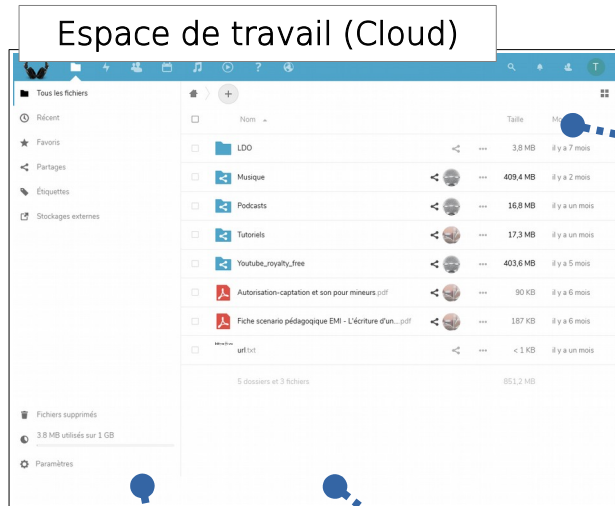 Espace de travail (Cloud)
T
Tous les fichiers
Récent
Favoris
Partages
Étiquettes
Stockages externes
Nom Taille
LDO 3,8 MB il y a 7 mois
Musique 409,4 MB il y a 2 mois
Podcasts 16,8 MB il y a un mois
Tutoriels 17,3 MB il y a un mois
Youtube_royalty_free 403,6 MB il y a 5 mois
Autorisation-captation et son pour mineurs.pdf 90 KB il y a 6 mois
Fiche scenario pédagogique EMI - L'écriture d'un....pdf 187 KB il y a 6 mois
url.txt < 1 KB il y a un mois
5 dossiers et 3 fichiers 851,2 MB
Fichiers supprimés
3.8 MB utilisés sur 1 GB
Paramètres